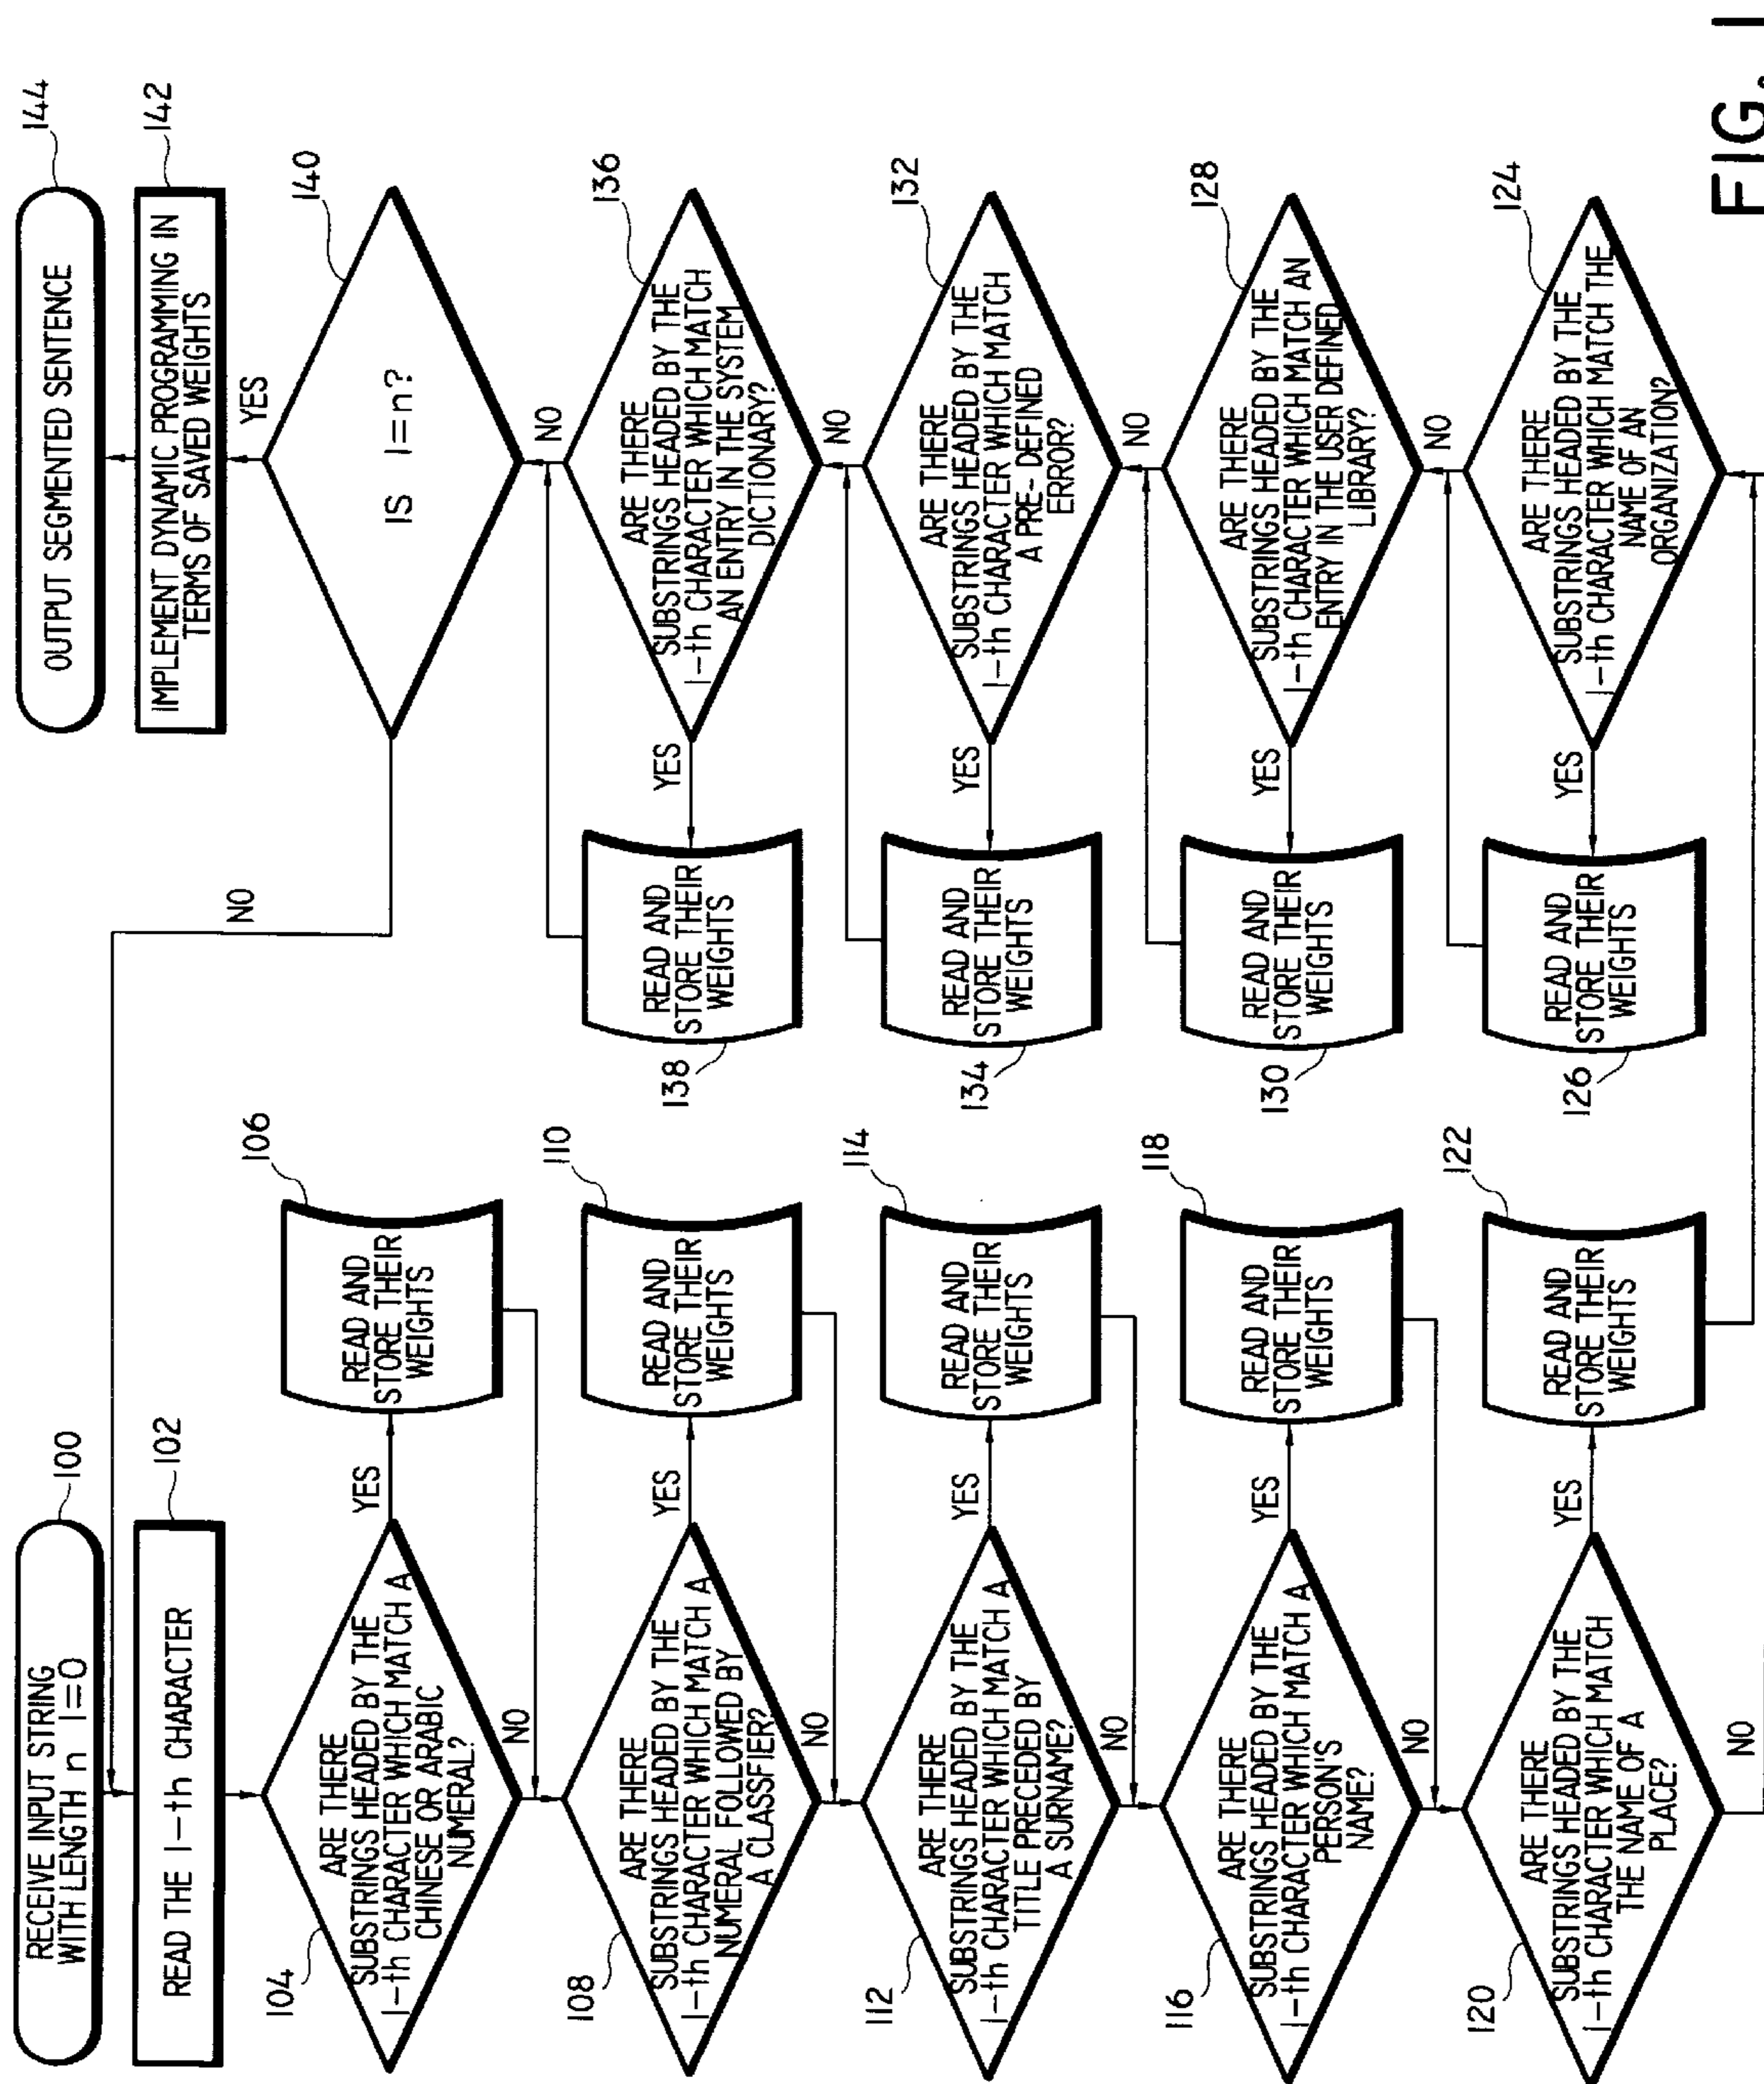 RECEIVE INPUT STRING
WITH LENGTH n I=0
100
READ THE I-th CHARACTER
102
ARE THERE
SUBSTRINGS HEADED BY THE
I-th CHARACTER WHICH MATCH A
CHINESE OR ARABIC
NUMERAL?
104
YES
NO
READ AND
STORE THEIR
WEIGHTS
106
ARE THERE
SUBSTRINGS HEADED BY THE
I-th CHARACTER WHICH MATCH A
NUMERAL FOLLOWED BY
A CLASSFIER?
108
YES
NO
READ AND
STORE THEIR
WEIGHTS
110
ARE THERE
SUBSTRINGS HEADED BY THE
I-th CHARACTER WHICH MATCH A
TITLE PRECEDED BY
A SURNAME?
112
YES
NO
READ AND
STORE THEIR
WEIGHTS
114
ARE THERE
SUBSTRINGS HEADED BY THE
I-th CHARACTER WHICH MATCH A
PERSON'S
NAME?
116
YES
NO
READ AND
STORE THEIR
WEIGHTS
118
ARE THERE
SUBSTRINGS HEADED BY THE
I-th CHARACTER WHICH MATCH
THE NAME OF A
PLACE?
120
YES
NO
READ AND
STORE THEIR
WEIGHTS
122
ARE THERE
SUBSTRINGS HEADED BY THE
I-th CHARACTER WHICH MATCH THE
NAME OF AN
ORGANIZATION?
124
YES
NO
READ AND
STORE THEIR
WEIGHTS
126
ARE THERE
SUBSTRINGS HEADED BY THE
I-th CHARACTER WHICH MATCH AN
ENTRY IN THE USER DEFINED
LIBRARY?
128
YES
NO
READ AND
STORE THEIR
WEIGHTS
130
ARE THERE
SUBSTRINGS HEADED BY THE
I-th CHARACTER WHICH MATCH
A PRE- DEFINED
ERROR?
132
YES
NO
READ AND
STORE THEIR
WEIGHTS
134
ARE THERE
SUBSTRINGS HEADED BY THE
I-th CHARACTER WHICH MATCH
AN ENTRY IN THE SYSTEM
DICTIONARY?
136
YES
NO
READ AND
STORE THEIR
WEIGHTS
138
IS I=n?
140
NO
YES
IMPLEMENT DYNAMIC PROGRAMMING IN
TERMS OF SAVED WEIGHTS
142
OUTPUT SEGMENTED SENTENCE
144
FIG. 1